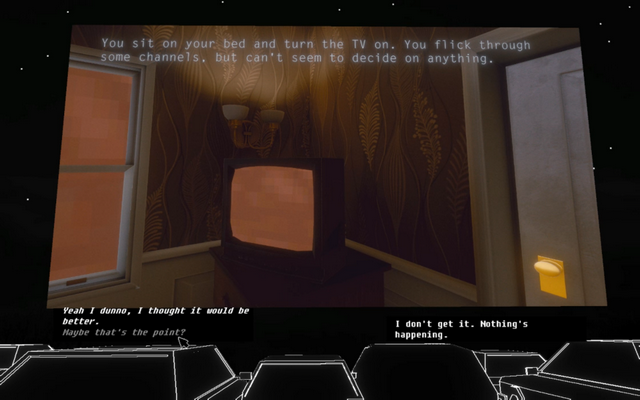 You sit on your bed and turn the TV on. You flick through
some channels, but can't seem to decide on anything.
Yeah I dunno, I thought it would be
better.
Maybe that's the point?
I don't get it. Nothing's
happening.